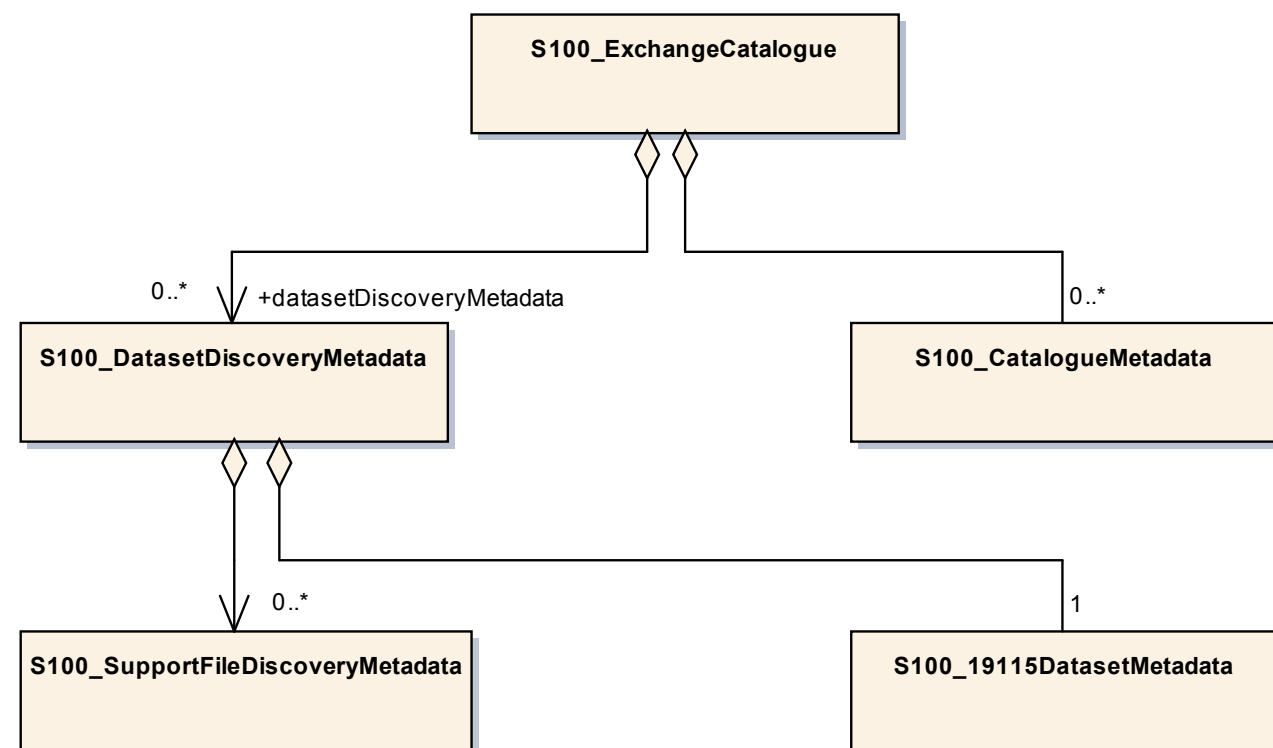 S100_ExchangeCatalogue
0..*
+datasetDiscoveryMetadata
0..*
S100_DatasetDiscoveryMetadata
S100_CatalogueMetadata
0..*
1
S100_SupportFileDiscoveryMetadata
S100_19115DatasetMetadata